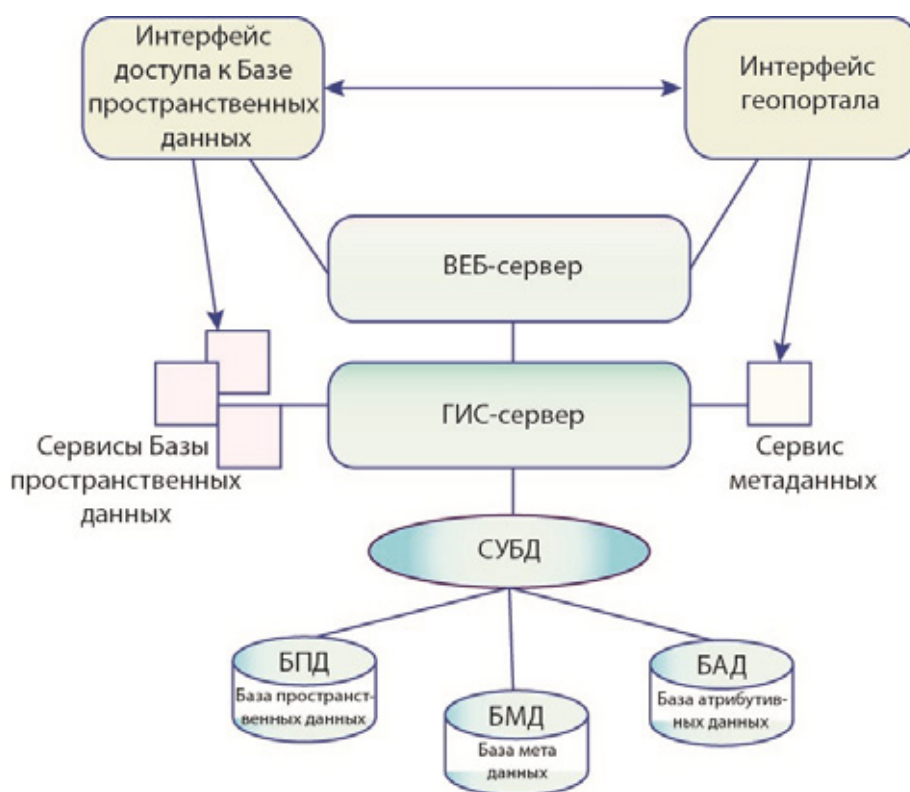 Интерфейс
доступа к Базе
пространственных
данных
Интерфейс
геопортала
ВЕБ-сервер
ГИС-сервер
Сервисы Базы
пространственных
данных
Сервис
метаданных
СУБД
БПД
База пространст-
венных данных
БМД
База мета
данных
БАД
База атрибутив-
ных данных